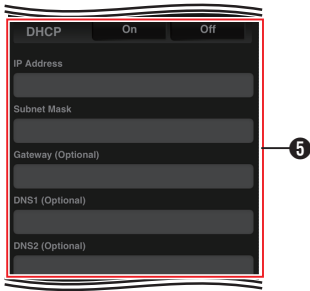 DHCP On Off
IP Address
Subnet Mask
Gateway (Optional)
DNS1 (Optional)
DNS2 (Optional)
5